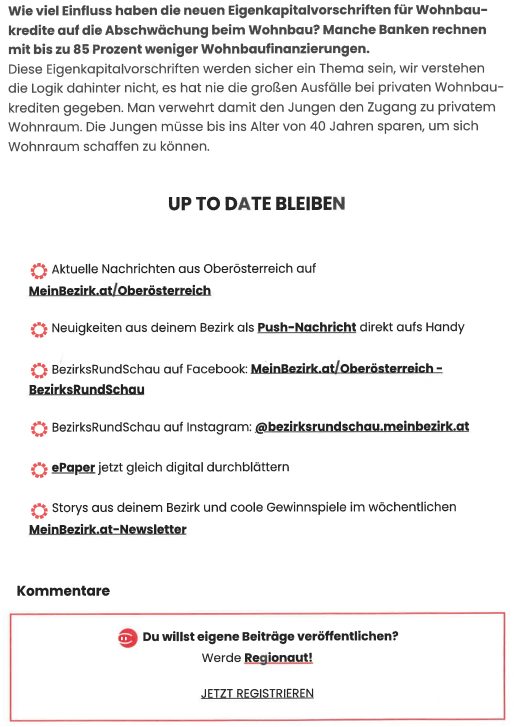 Wie viel Einfluss haben die neuen Eigenkapitalvorschriften für Wohnbau-
kredite auf die Abschwächung beim Wohnbau? Manche Banken rechnen
mit bis zu 85 Prozent weniger Wohnbaufinanzierungen.
Diese Eigenkapitalvorschriften werden sicher ein Thema sein, wir verstehen
die Logik dahinter nicht, es hat nie die großen Ausfälle bei privaten Wohnbau-
krediten gegeben. Man verwehrt damit den Jungen den Zugang zu privatem
Wohnraum. Die Jungen müsse bis ins Alter von 40 Jahren sparen, um sich
Wohnraum schaffen zu können.
UP TO DATE BLEIBEN
Aktuelle Nachrichten aus Oberösterreich auf
MeinBezirk.at/Oberösterreich
Neuigkeiten aus deinem Bezirk als Push-Nachricht direkt aufs Handy
BezirksRundSchau auf Facebook: MeinBezirk.at/Oberösterreich -
BezirksRundSchau
BezirksRundSchau auf Instagram: @bezirksrundschau.meinbezirk.at
ePaper jetzt gleich digital durchblättern
Storys aus deinem Bezirk und coole Gewinnspiele im wöchentlichen
MeinBezirk.at-Newsletter
Kommentare
Du willst eigene Beiträge veröffentlichen?
Werde Regionaut!
JETZT REGISTRIEREN